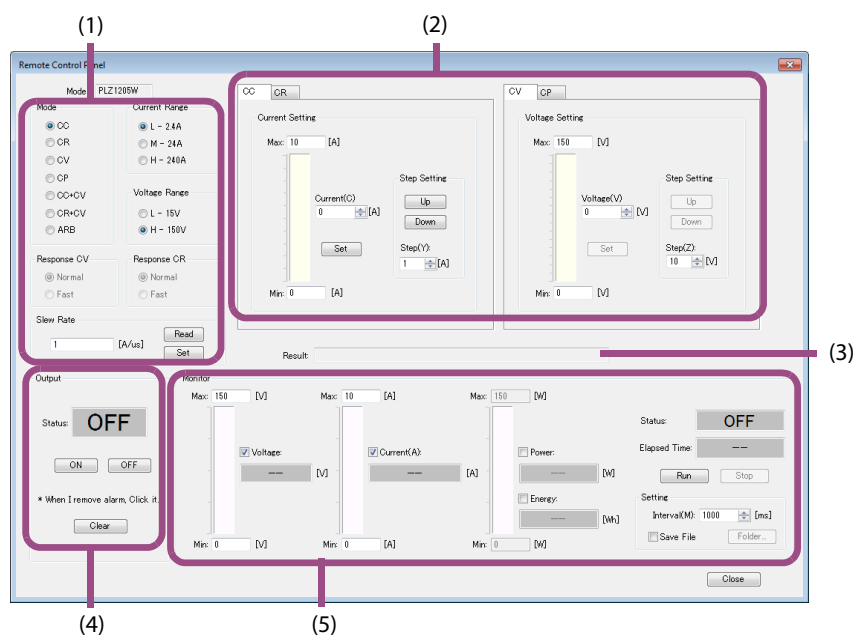 (1)
(2)
Remote Control P nel
Mode PLZ1205W
Mode
CC
CR
CV
CP
CC+CV
CR+CV
ARB
Current Range
L - 2.4A
M - 24A
H - 240A
Voltage Range
L - 15V
H - 150V
Response CV
Normal
Fast
Response CR
Normal
Fast
Slew Rate
1 [A/us]
Read
Set
CC CR
Current Setting
Max: 10 [A]
Current(C)
0 [A]
Set
Min: 0 [A]
Step Setting
Up
Down
Step(Y):
1 [A]
CV CP
Voltage Setting
Max: 150 [V]
Voltage(V)
0 [V]
Set
Min: 0 [V]
Step Setting
Up
Down
Step(Z):
10 [V]
Result:
(3)
Output
Status: OFF
ON OFF
* When I remove alarm, Click it.
Clear
Monitor
Max: 150 [V]
Voltage:
-- [V]
Min: 0 [V]
Max: 10 [A]
Current(A):
-- [A]
Min: 0 [A]
Max: 150 [W]
Power:
-- [W]
Energy:
-- [Wh]
Min: 0 [W]
Status: OFF
Elapsed Time: --
Run Stop
Setting
Interval(M): 1000 [ms]
Save File Folder...
Close
(4)
(5)